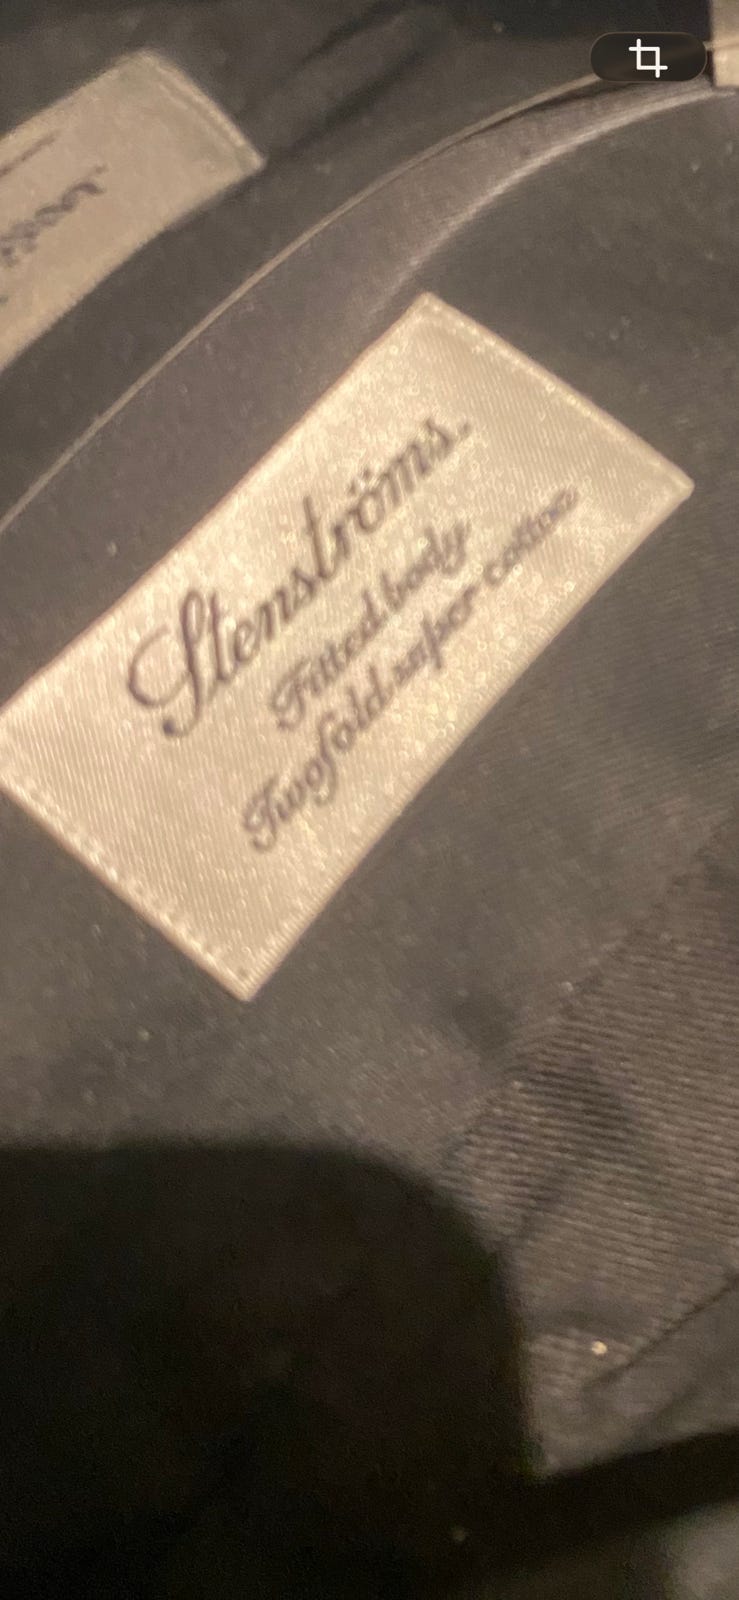 Stenströms.
Fitted body
Twofold super cotton